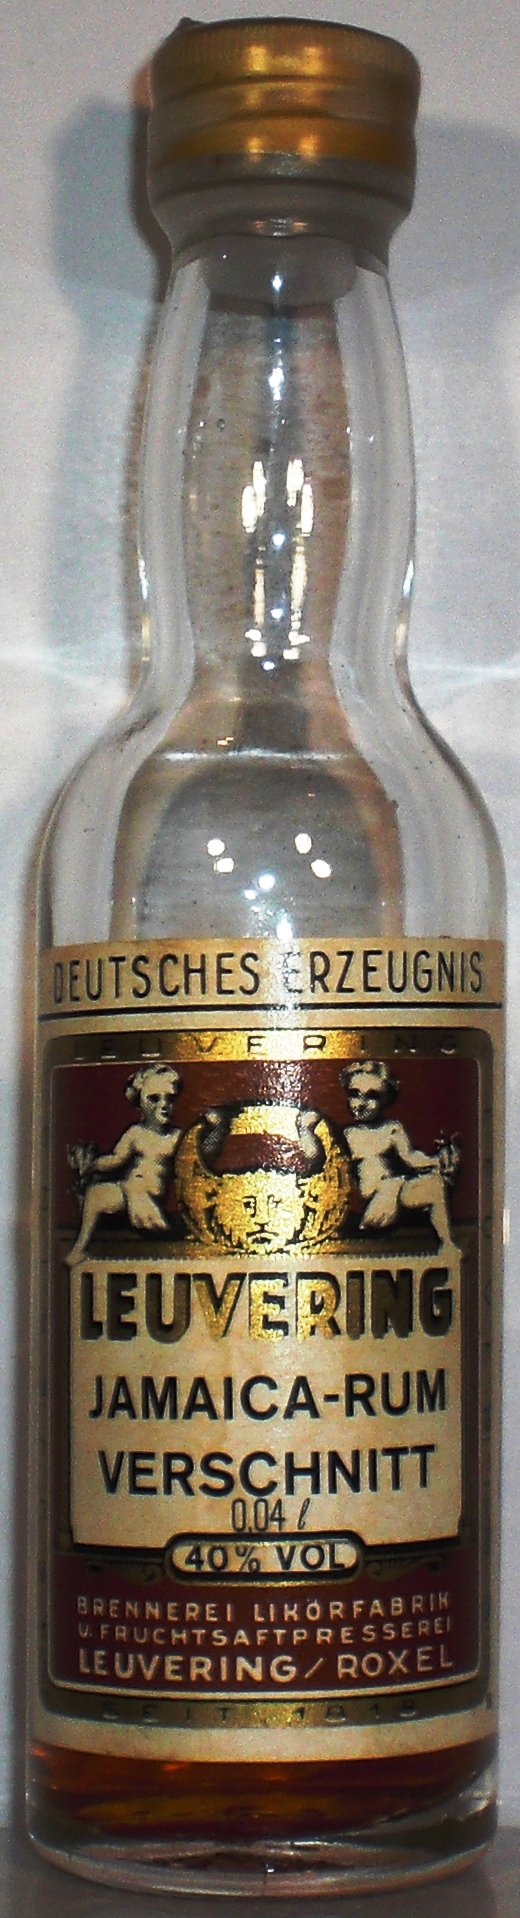 DEUTSCHES ERZEUGNIS
LEUVERING
LEUVERING
JAMAICA-RUM
VERSCHNITT
0,04 ℓ
40% VOL
BRENNEREI LIKÖRFABRIK
U. FRUCHTSAFTPRESSEREI
LEUVERING/ROXEL
SEIT 1818